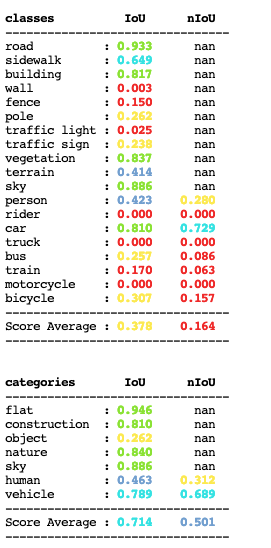 classes IoU nIoU
--------------------------------
road : 0.933 nan
sidewalk : 0.649 nan
building : 0.817 nan
wall : 0.003 nan
fence : 0.150 nan
pole : 0.262 nan
traffic light : 0.025 nan
traffic sign : 0.238 nan
vegetation : 0.837 nan
terrain : 0.414 nan
sky : 0.886 nan
person : 0.423 0.280
rider : 0.000 0.000
car : 0.810 0.729
truck : 0.000 0.000
bus : 0.257 0.086
train : 0.170 0.063
motorcycle : 0.000 0.000
bicycle : 0.307 0.157
--------------------------------
Score Average : 0.378 0.164
--------------------------------
categories IoU nIoU
--------------------------------
flat : 0.946 nan
construction : 0.810 nan
object : 0.262 nan
nature : 0.840 nan
sky : 0.886 nan
human : 0.463 0.312
vehicle : 0.789 0.689
--------------------------------
Score Average : 0.714 0.501
--------------------------------